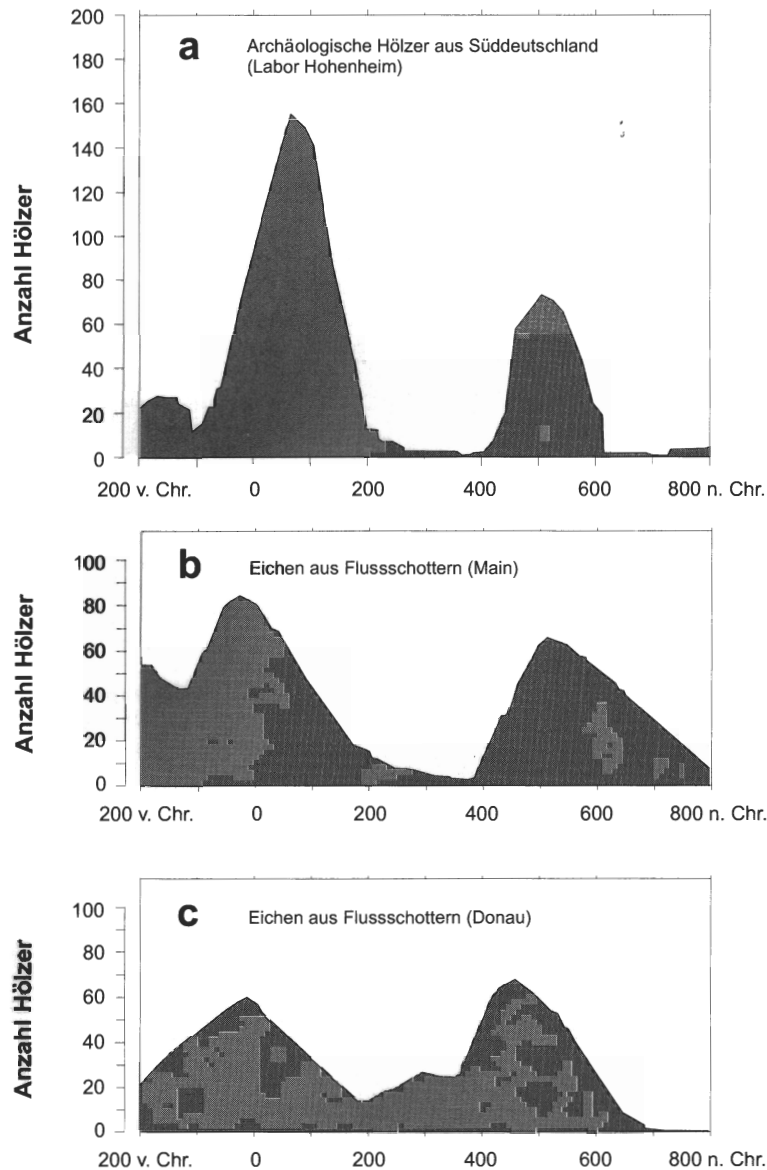 200
180
160
140
120
100
80
60
40
20
0
Anzahl Hölzer
a
Archäologische Hölzer aus Süddeutschland
(Labor Hohenheim)
200 v. Chr. 0 200 400 600 800 n. Chr.
100
80
60
40
20
0
Anzahl Hölzer
b
Eichen aus Flussschottern (Main)
200 v. Chr. 0 200 400 600 800 n. Chr.
100
80
60
40
20
0
Anzahl Hölzer
c
Eichen aus Flussschottern (Donau)
200 v. Chr. 0 200 400 600 800 n. Chr.